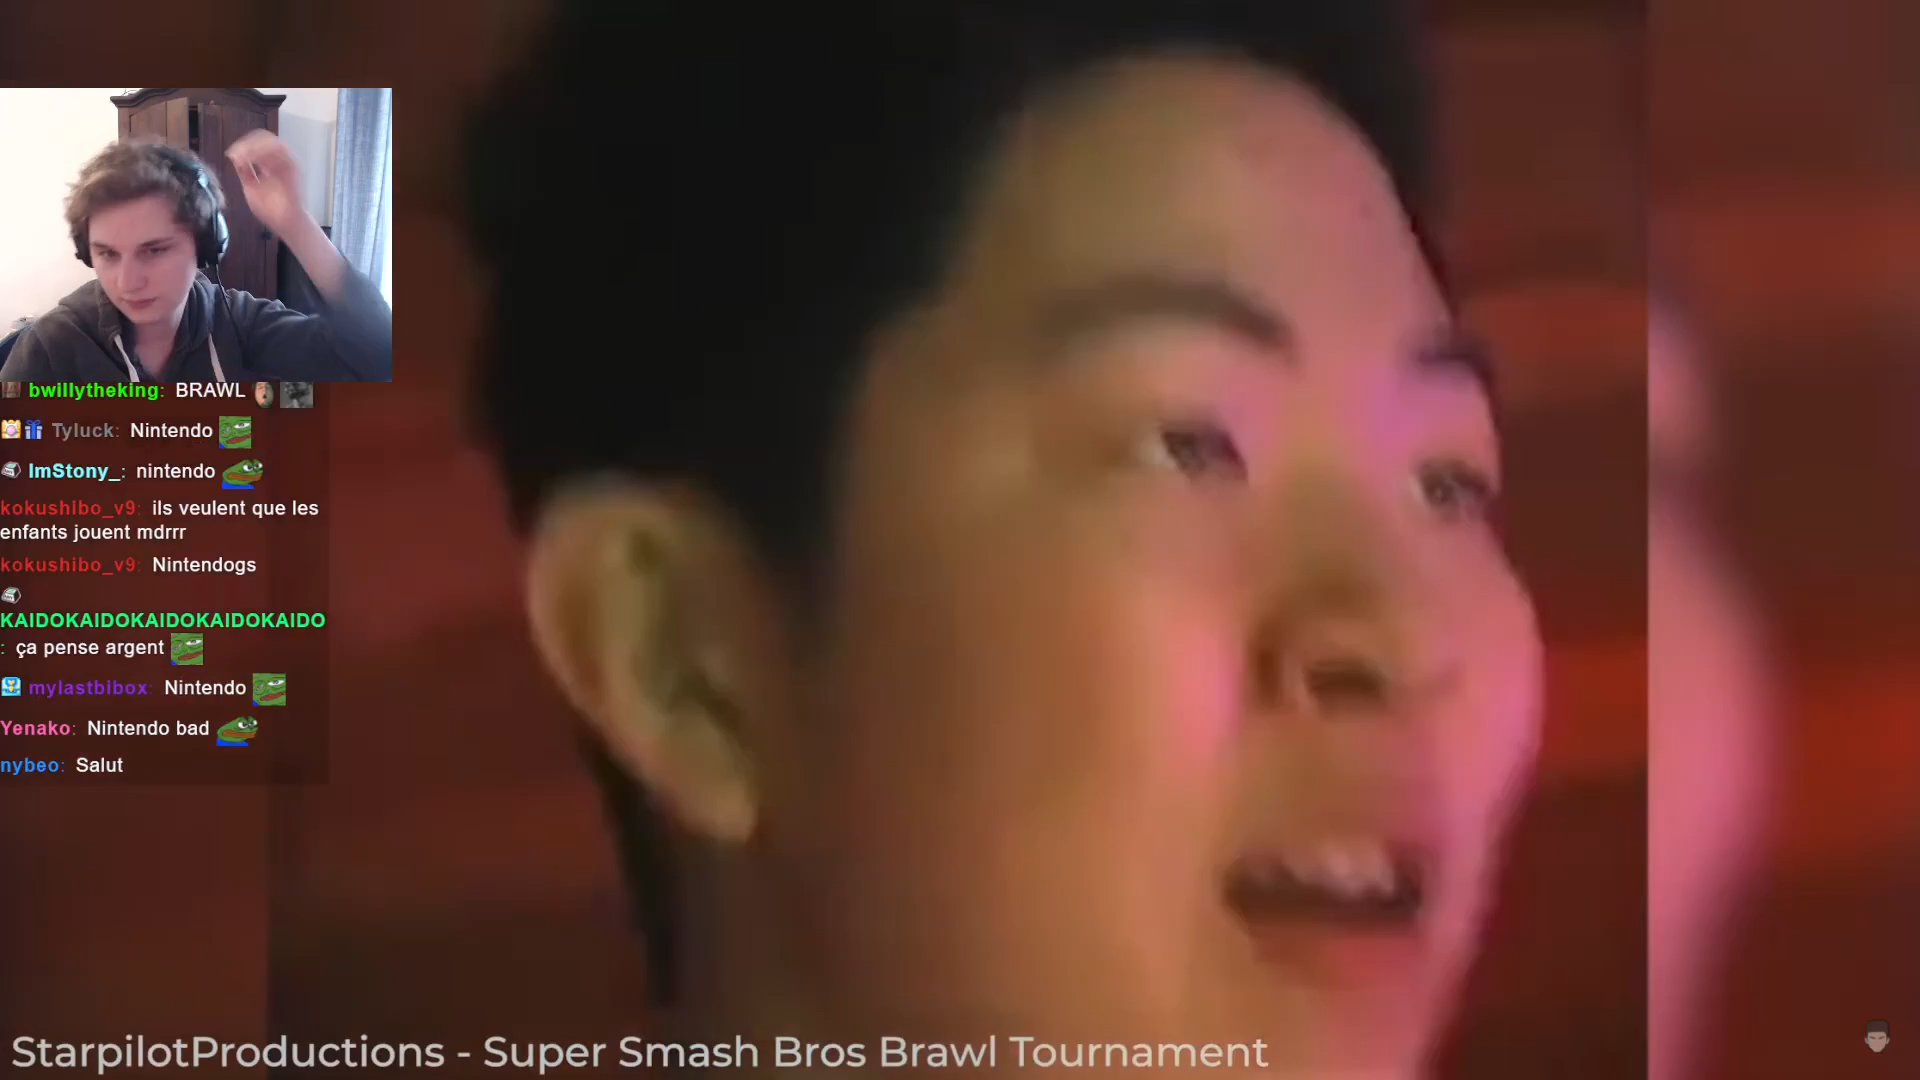 bwillytheking: BRAWL
Tyluck: Nintendo
ImStony_: nintendo
kokushibo_v9: ils veulent que les
enfants jouent mdrrr
kokushibo_v9: Nintendogs
KAIDOKAIDOKAIDOKAIDOKAIDO
: ça pense argent
mylastbibox: Nintendo
Yenako: Nintendo bad
nybeo: Salut
StarpilotProductions - Super Smash Bros Brawl Tournament